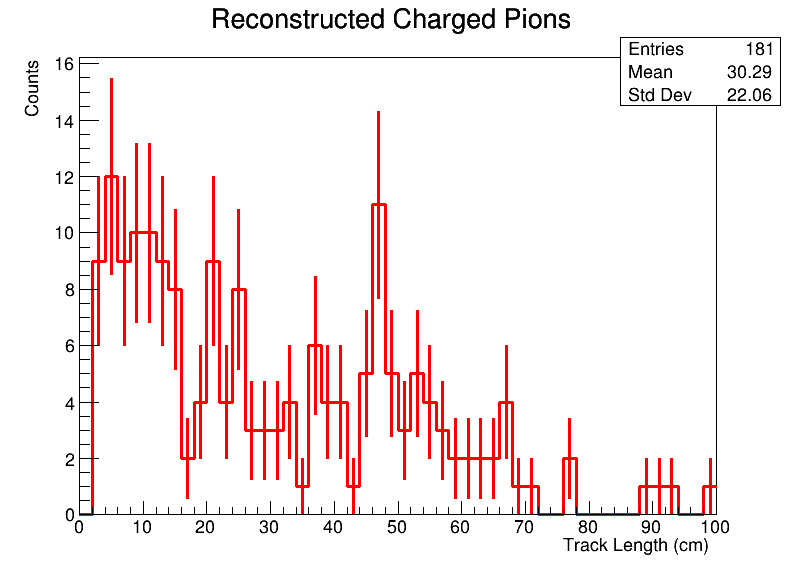 Reconstructed Charged Pions
Entries 181
Mean 30.29
Std Dev 22.06
Counts
16
14
12
10
8
6
4
2
0
0 10 20 30 40 50 60 70 80 90 100
Track Length (cm)